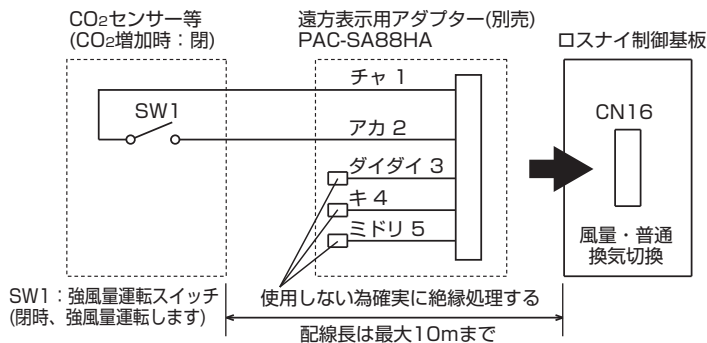 CO₂センサー等
(CO₂増加時：閉)
遠方表示用アダプター(別売)
PAC-SA88HA
ロスナイ制御基板
チャ 1
SW1
アカ 2
CN16
ダイダイ 3
キ 4
ミドリ 5
風量・普通
換気切換
SW1：強風量運転スイッチ
(閉時、強風量運転します)
使用しない為確実に絶縁処理する
配線長は最大10mまで